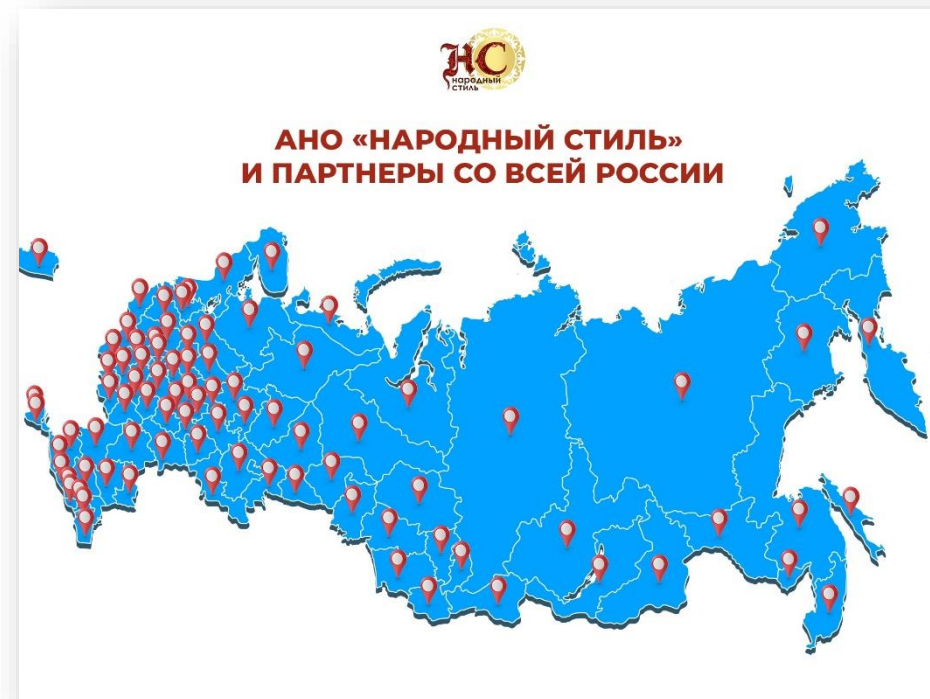 НС
народный
стиль
АНО «НАРОДНЫЙ СТИЛЬ»
И ПАРТНЕРЫ СО ВСЕЙ РОССИИ